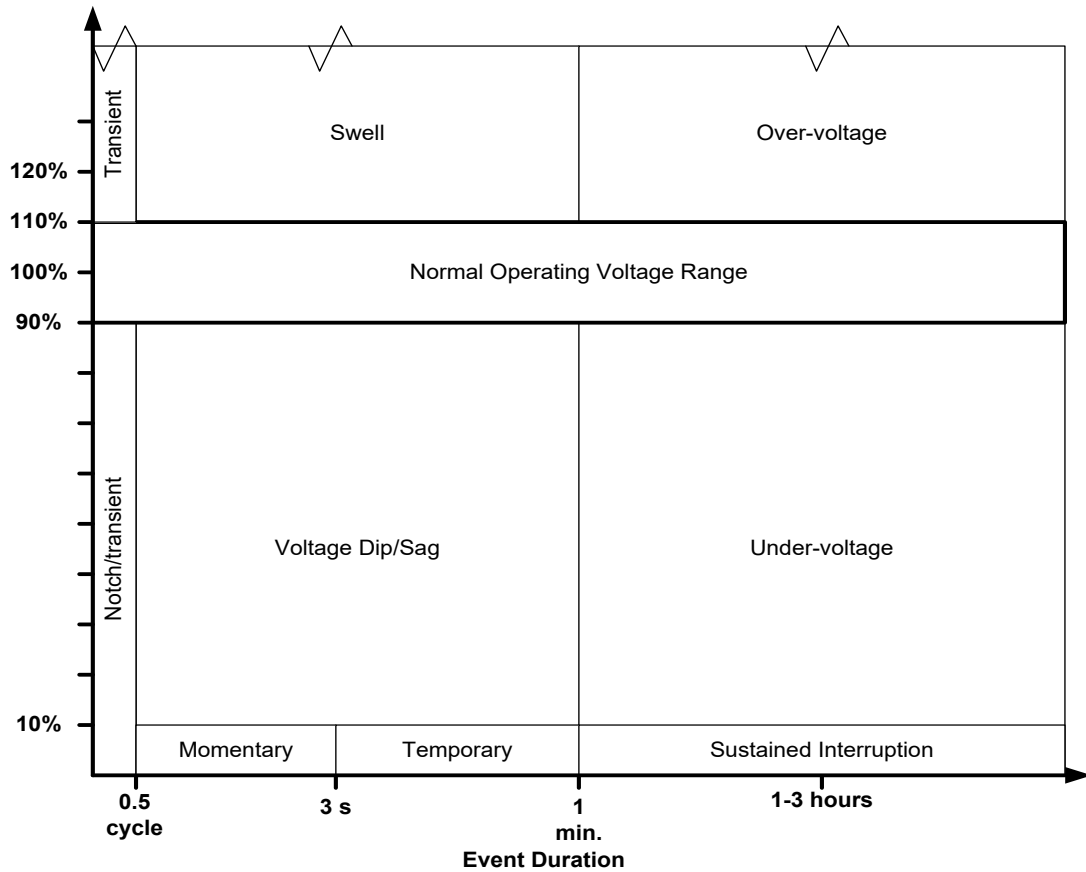 Transient
Swell
Over-voltage
120%
110%
100%
Normal Operating Voltage Range
90%
Notch/transient
Voltage Dip/Sag
Under-voltage
10%
Momentary
Temporary
Sustained Interruption
0.5
cycle
3 s
1
min.
1-3 hours
Event Duration